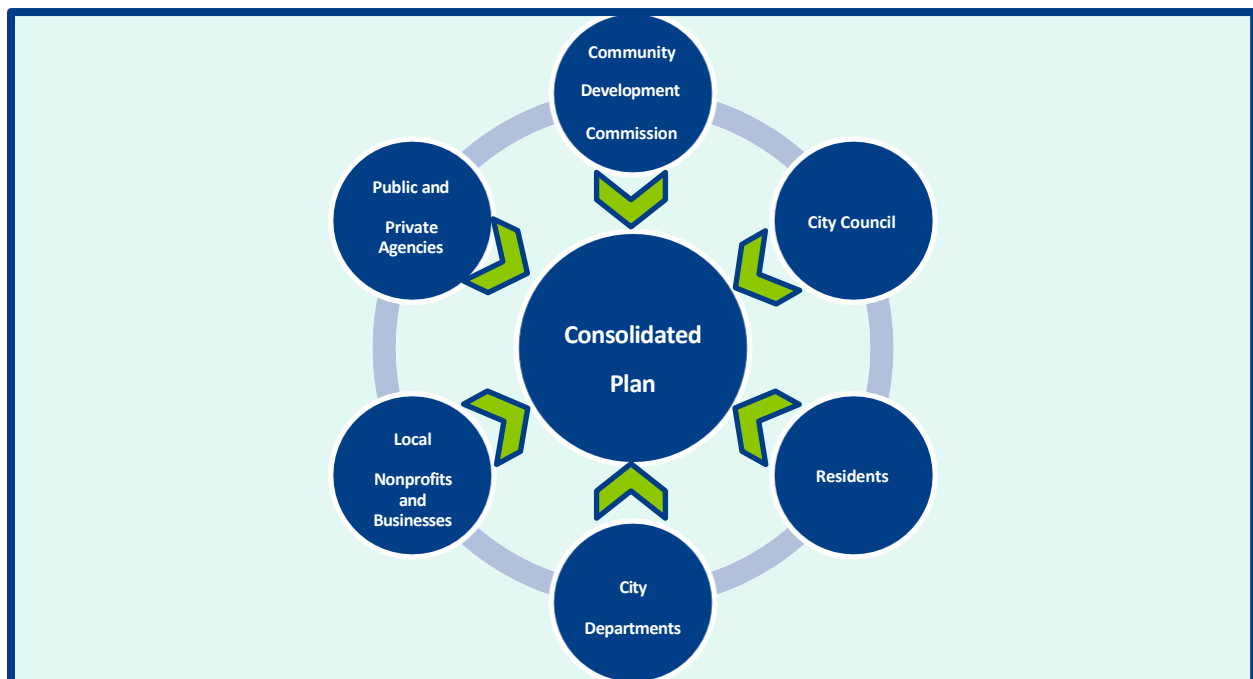 Community
Development
Commission
Public and
Private
Agencies
City Council
Consolidated
Plan
Local
Nonprofits
and
Businesses
Residents
City
Departments